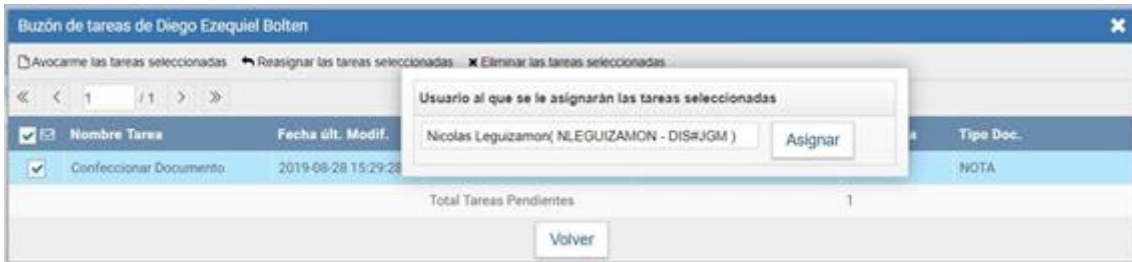 Buzón de tareas de Diego Ezequiel Bolten
Avocarme las tareas seleccionadas Reasignar las tareas seleccionadas Eliminar las tareas seleccionadas
1 / 1
Usuario al que se le asignarán las tareas seleccionadas
Nicolas Leguizamon( NLEGUIZAMON - DIS#JGM ) Asignar
Nombre Tarea Fecha últ. Modif. Tipo Doc.
Confeccionar Documento 2019-08-28 15:29:28 NOTA
Total Tareas Pendientes 1
Volver